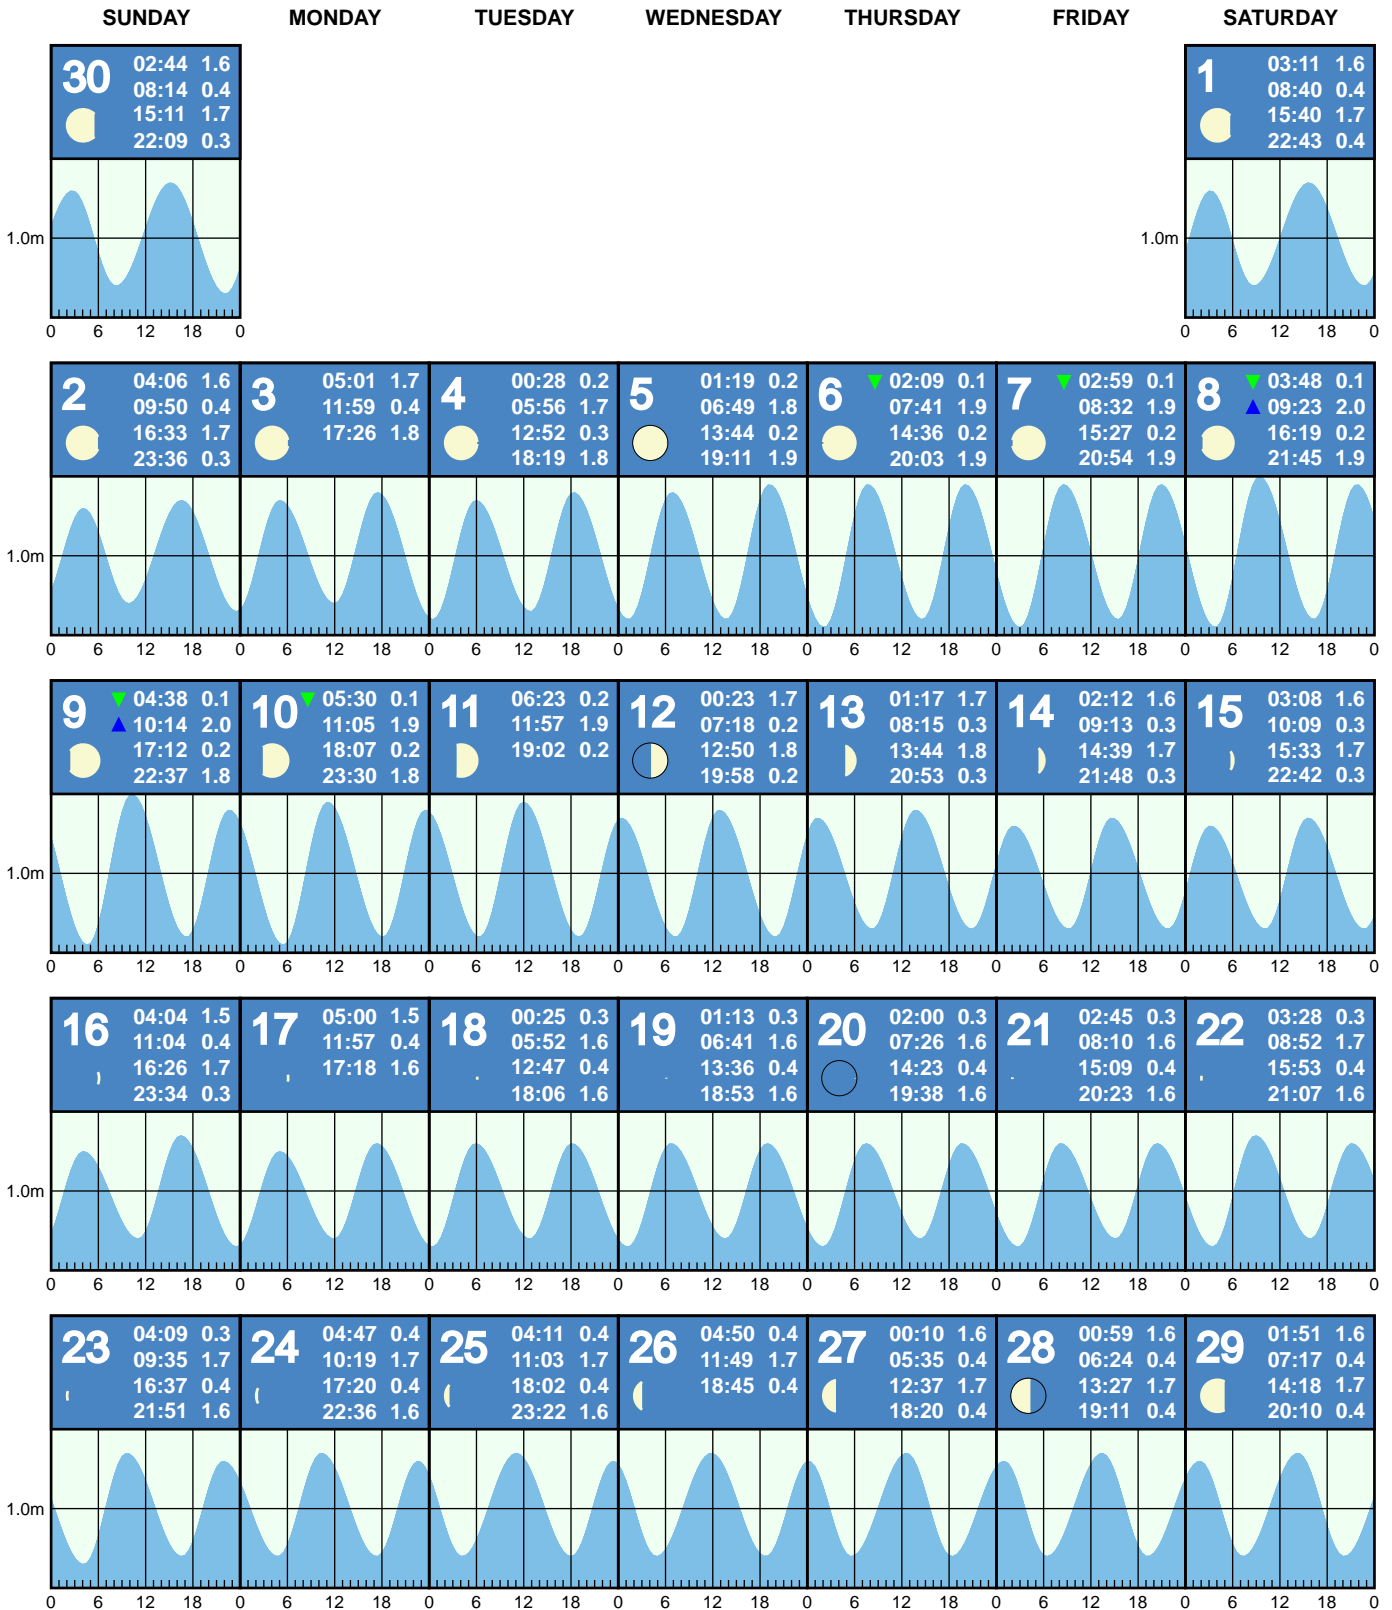 SUNDAY MONDAY TUESDAY WEDNESDAY THURSDAY FRIDAY SATURDAY
30 02:44 1.6
08:14 0.4
15:11 1.7
22:09 0.3
1 03:11 1.6
08:40 0.4
15:40 1.7
22:43 0.4
1.0m 1.0m
0 6 12 18 0 0 6 12 18 0
2 04:06 1.6
09:50 0.4
16:33 1.7
23:36 0.3
3 05:01 1.7
11:59 0.4
17:26 1.8
4 00:28 0.2
05:56 1.7
12:52 0.3
18:19 1.8
5 01:19 0.2
06:49 1.8
13:44 0.2
19:11 1.9
6 02:09 0.1
07:41 1.9
14:36 0.2
20:03 1.9
7 02:59 0.1
08:32 1.9
15:27 0.2
20:54 1.9
8 03:48 0.1
09:23 2.0
16:19 0.2
21:45 1.9
1.0m
0 6 12 18 0 6 12 18 0 6 12 18 0 6 12 18 0 6 12 18 0 6 12 18 0 6 12 18 0
9 04:38 0.1
10:14 2.0
17:12 0.2
22:37 1.8
10 05:30 0.1
11:05 1.9
18:07 0.2
23:30 1.8
11 06:23 0.2
11:57 1.9
19:02 0.2
12 00:23 1.7
07:18 0.2
12:50 1.8
19:58 0.2
13 01:17 1.7
08:15 0.3
13:44 1.8
20:53 0.3
14 02:12 1.6
09:13 0.3
14:39 1.7
21:48 0.3
15 03:08 1.6
10:09 0.3
15:33 1.7
22:42 0.3
1.0m
0 6 12 18 0 6 12 18 0 6 12 18 0 6 12 18 0 6 12 18 0 6 12 18 0 6 12 18 0
16 04:04 1.5
11:04 0.4
16:26 1.7
23:34 0.3
17 05:00 1.5
11:57 0.4
17:18 1.6
18 00:25 0.3
05:52 1.6
12:47 0.4
18:06 1.6
19 01:13 0.3
06:41 1.6
13:36 0.4
18:53 1.6
20 02:00 0.3
07:26 1.6
14:23 0.4
19:38 1.6
21 02:45 0.3
08:10 1.6
15:09 0.4
20:23 1.6
22 03:28 0.3
08:52 1.7
15:53 0.4
21:07 1.6
1.0m
0 6 12 18 0 6 12 18 0 6 12 18 0 6 12 18 0 6 12 18 0 6 12 18 0 6 12 18 0
23 04:09 0.3
09:35 1.7
16:37 0.4
21:51 1.6
24 04:47 0.4
10:19 1.7
17:20 0.4
22:36 1.6
25 04:11 0.4
11:03 1.7
18:02 0.4
23:22 1.6
26 04:50 0.4
11:49 1.7
18:45 0.4
27 00:10 1.6
05:35 0.4
12:37 1.7
18:20 0.4
28 00:59 1.6
06:24 0.4
13:27 1.7
19:11 0.4
29 01:51 1.6
07:17 0.4
14:18 1.7
20:10 0.4
1.0m
0 6 12 18 0 6 12 18 0 6 12 18 0 6 12 18 0 6 12 18 0 6 12 18 0 6 12 18 0